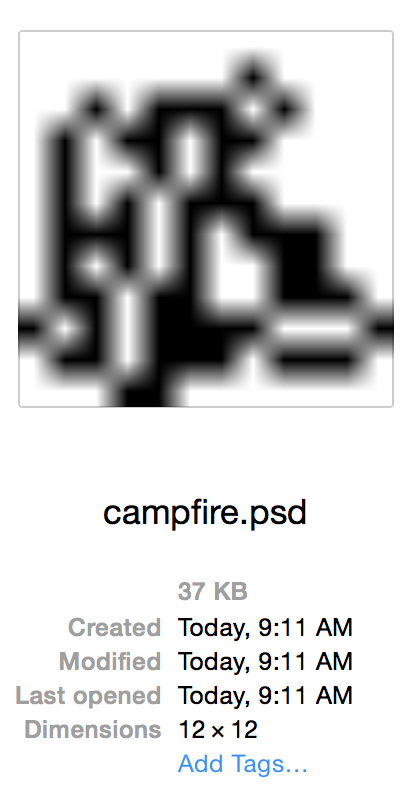 campfire.psd
37 KB
Created Today, 9:11 AM
Modified Today, 9:11 AM
Last opened Today, 9:11 AM
Dimensions 12 × 12
Add Tags…